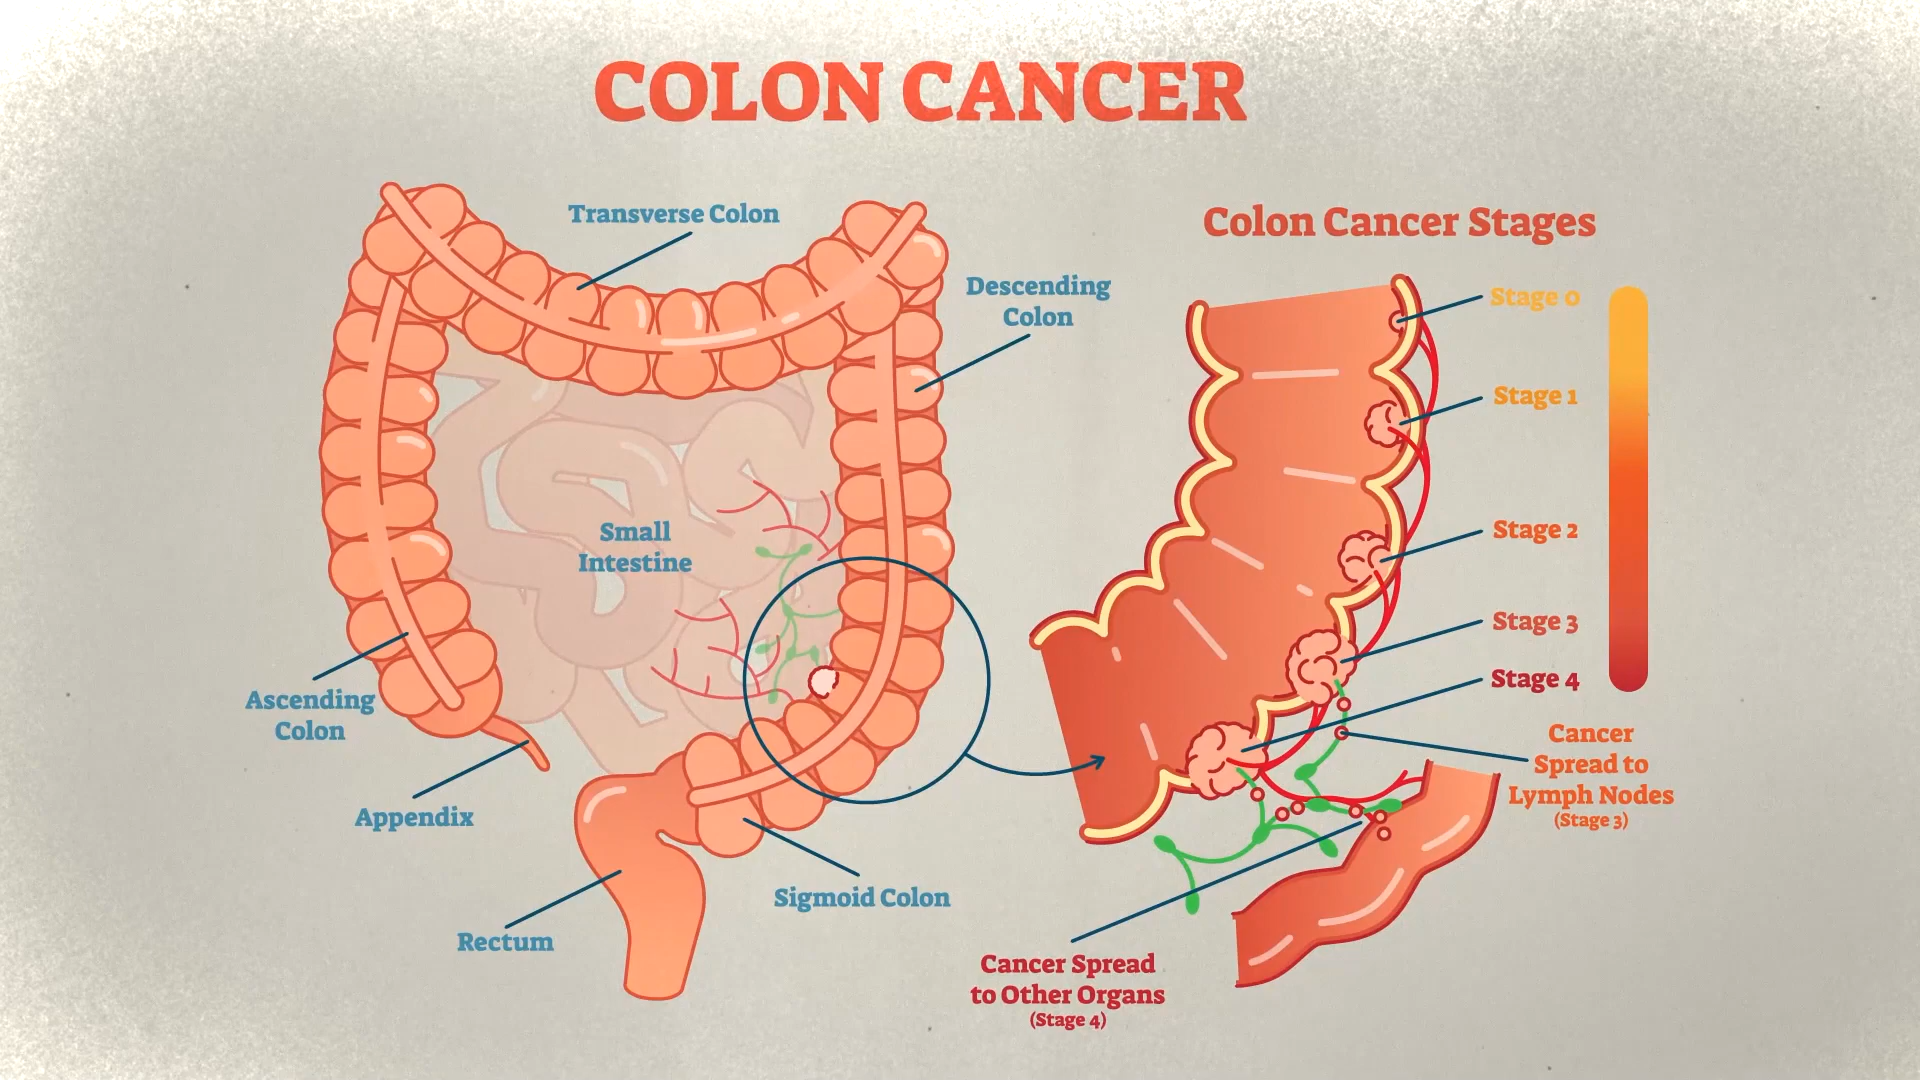 COLON CANCER
Transverse Colon
Descending
Colon
Small
Intestine
Ascending
Colon
Appendix
Rectum
Sigmoid Colon
Colon Cancer Stages
Stage 0
Stage 1
Stage 2
Stage 3
Stage 4
Cancer
Spread to
Lymph Nodes
(Stage 3)
Cancer Spread
to Other Organs
(Stage 4)